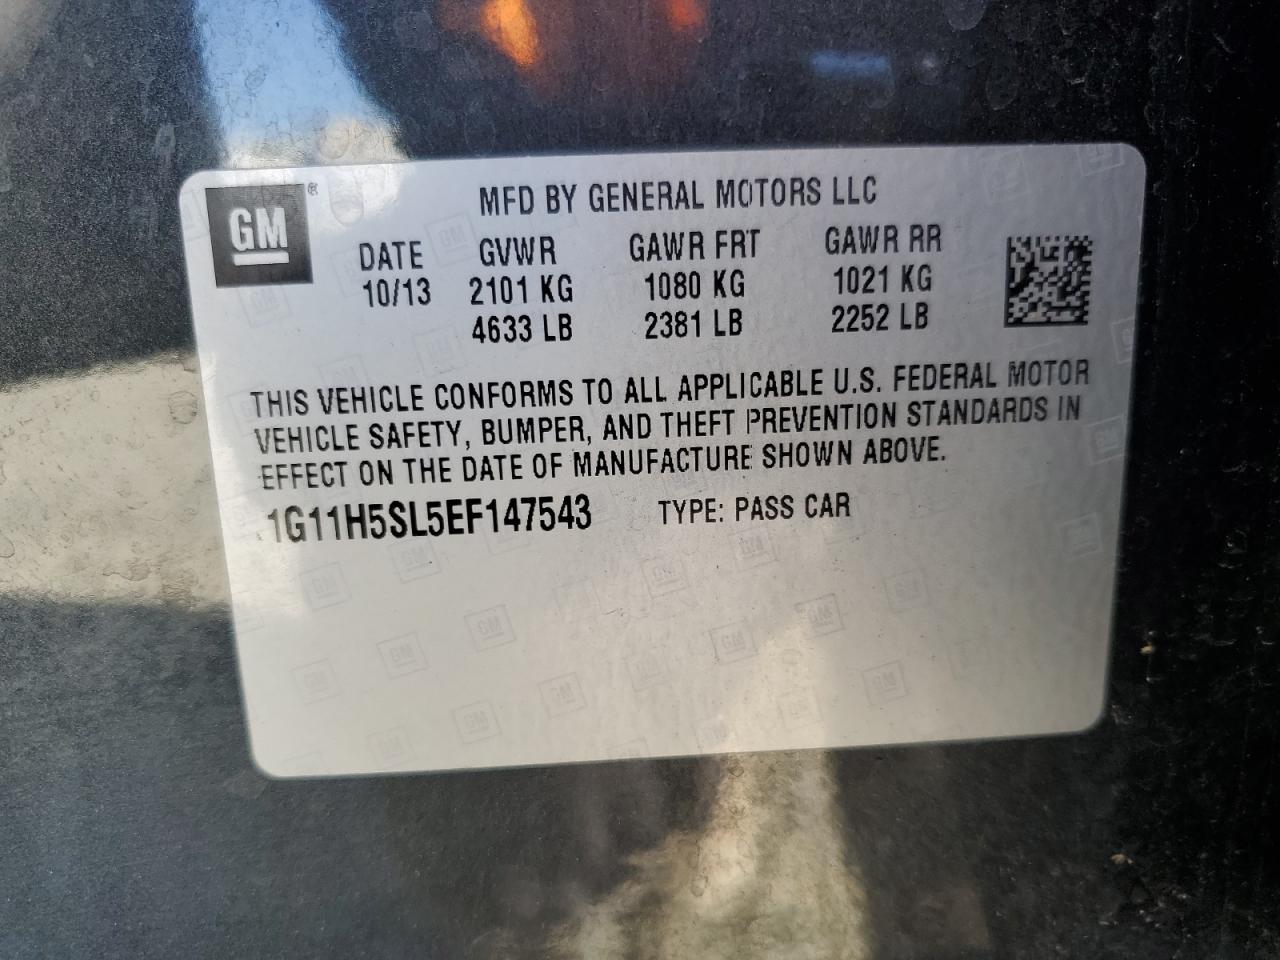 GM ®
MFD BY GENERAL MOTORS LLC
DATE GVWR GAWR FRT GAWR RR
10/13 2101 KG 1080 KG 1021 KG
4633 LB 2381 LB 2252 LB
THIS VEHICLE CONFORMS TO ALL APPLICABLE U.S. FEDERAL MOTOR
VEHICLE SAFETY, BUMPER, AND THEFT PREVENTION STANDARDS IN
EFFECT ON THE DATE OF MANUFACTURE SHOWN ABOVE.
1G11H5SL5EF147543 TYPE: PASS CAR